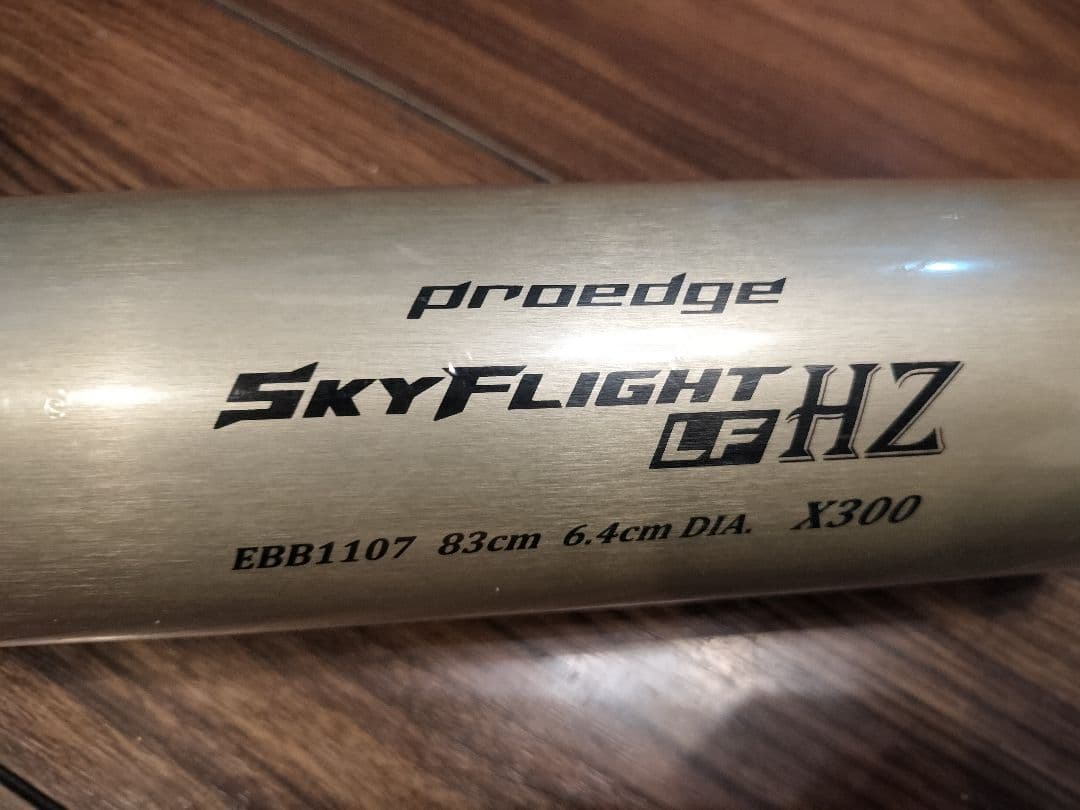 proedge
SKYFLIGHT HZ
LF
EBB1107 83cm 6.4cm DIA. X300